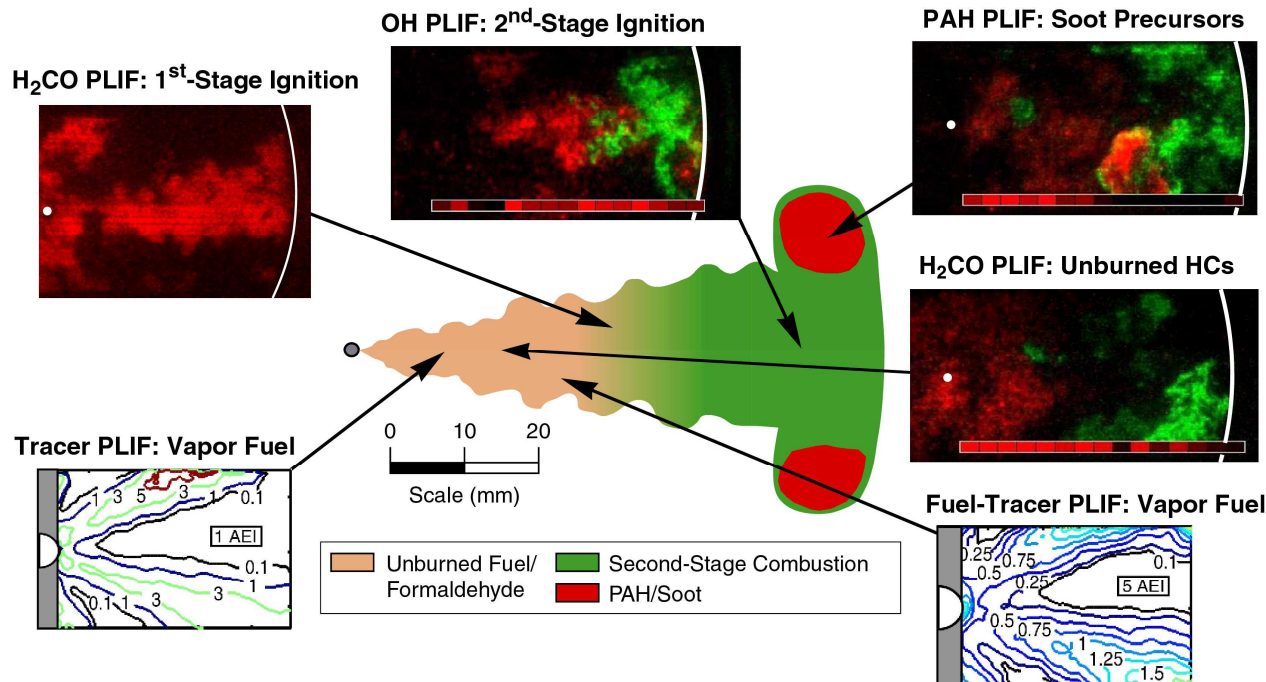 OH PLIF: 2nd-Stage Ignition
PAH PLIF: Soot Precursors
H2CO PLIF: 1st-Stage Ignition
H2CO PLIF: Unburned HCs
0 10 20
Scale (mm)
Tracer PLIF: Vapor Fuel
1 3 5 3 1 0.1
1 AEI
0.1
1
0.1 1 3 3
Unburned Fuel/
Formaldehyde
Second-Stage Combustion
PAH/Soot
Fuel-Tracer PLIF: Vapor Fuel
0.25 0.75 0.1
0.5 0.25
5 AEI
0.5
0.75
1
1.25
1.5